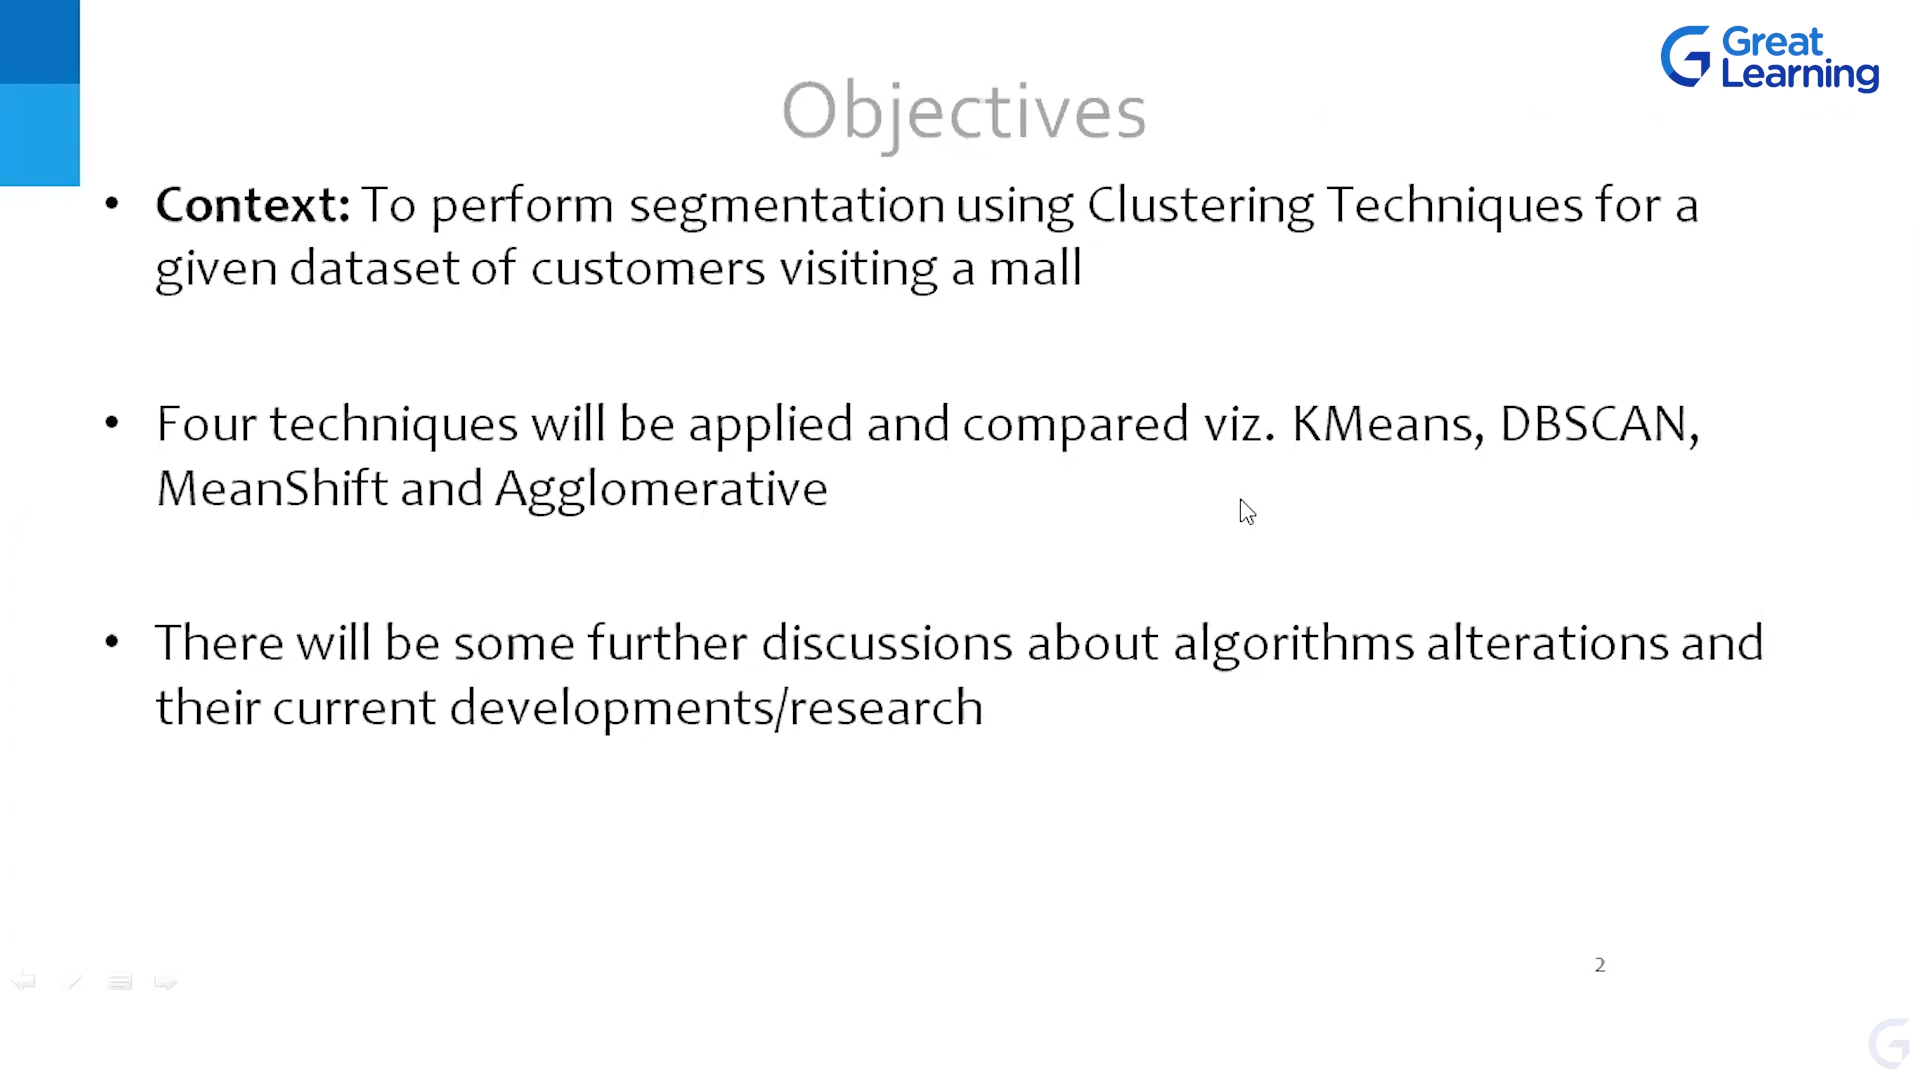 Great
Learning
Objectives
• Context: To perform segmentation using Clustering Techniques for a
given dataset of customers visiting a mall
• Four techniques will be applied and compared viz. KMeans, DBSCAN,
MeanShift and Agglomerative
• There will be some further discussions about algorithms alterations and
their current developments/research
2